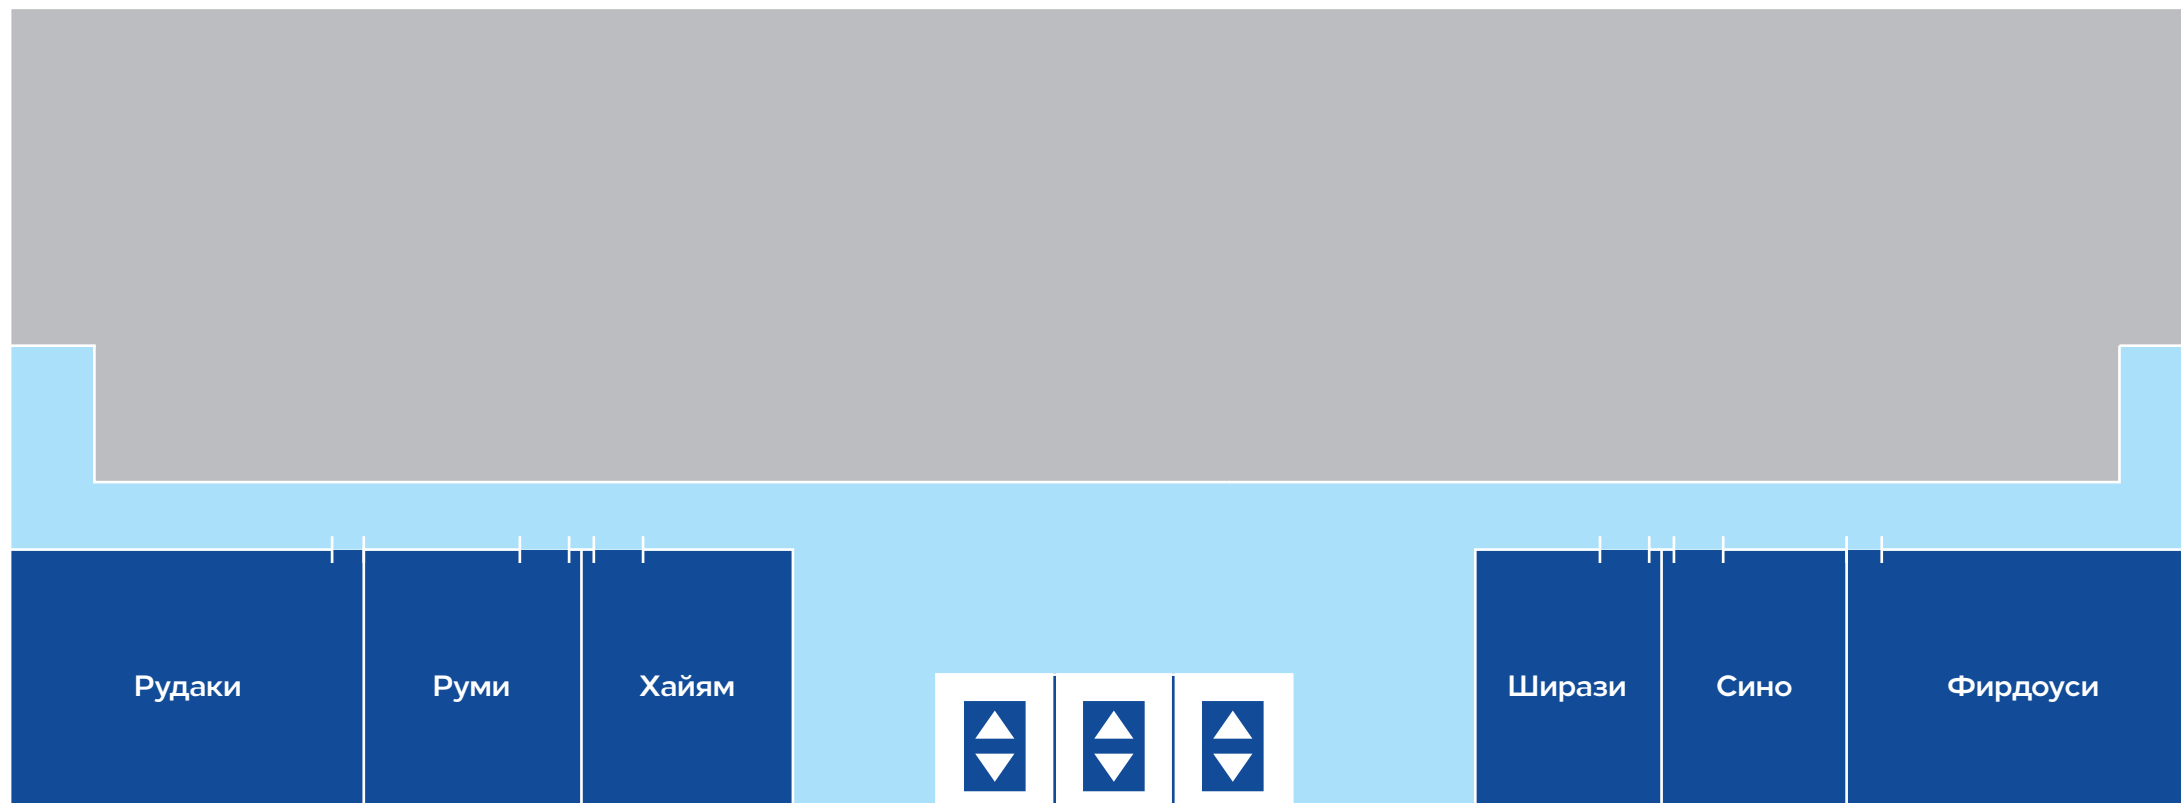 Рудаки
Руми
Хайям
Ширази
Сино
Фирдоуси